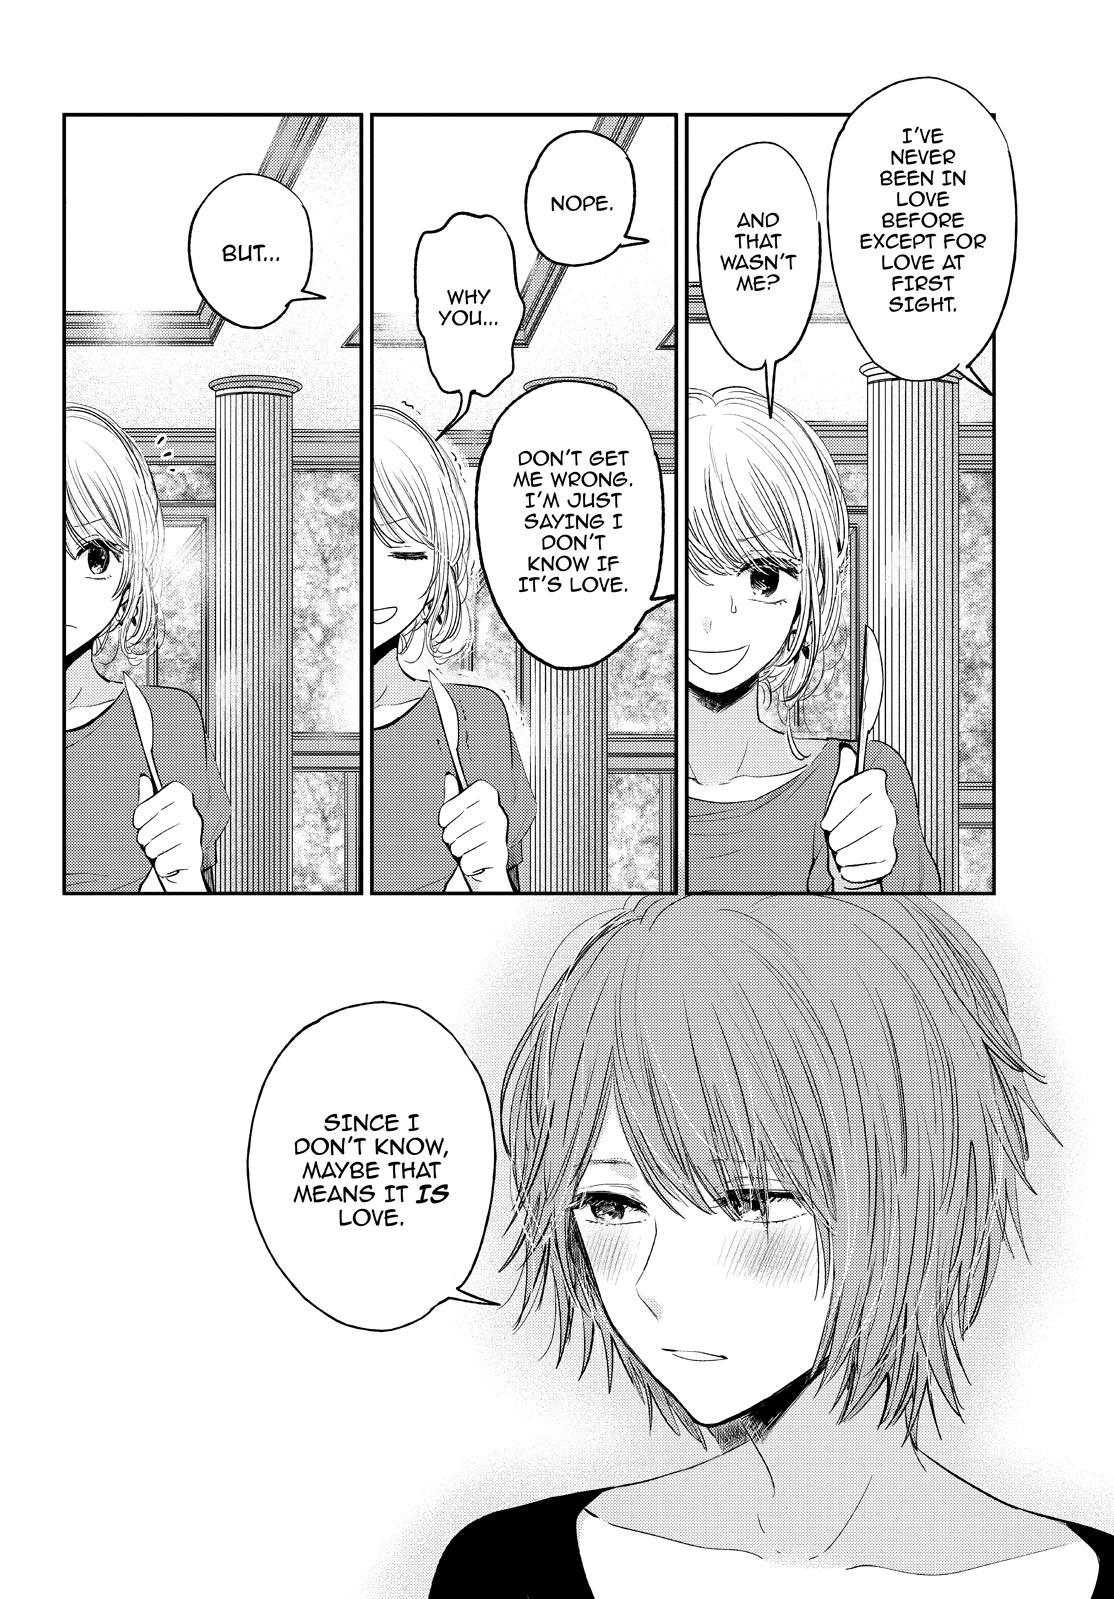 I'VE
NEVER
BEEN IN
LOVE
BEFORE
EXCEPT FOR
LOVE AT
FIRST
SIGHT.
AND
THAT
WASN'T
ME?
NOPE.
WHY
YOU...
DON'T GET
ME WRONG.
I'M JUST
SAYING I
DON'T
KNOW IF
IT'S LOVE.
BUT...
SINCE I
DON'T KNOW,
MAYBE THAT
MEANS IT IS
LOVE.